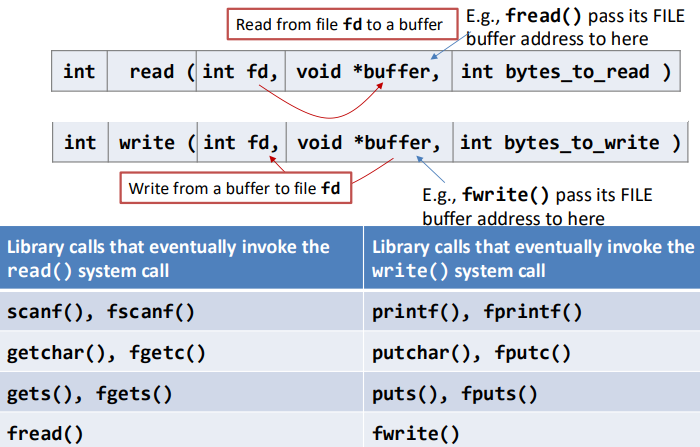 Read from file fd to a buffer
E.g., fread() pass its FILE
buffer address to here
int read ( int fd, void *buffer, int bytes_to_read )
int write ( int fd, void *buffer, int bytes_to_write )
Write from a buffer to file fd
E.g., fwrite() pass its FILE
buffer address to here
Library calls that eventually invoke the
read() system call
Library calls that eventually invoke the
write() system call
scanf(), fscanf()
printf(), fprintf()
getchar(), fgetc()
putchar(), fputc()
gets(), fgets()
puts(), fputs()
fread()
fwrite()